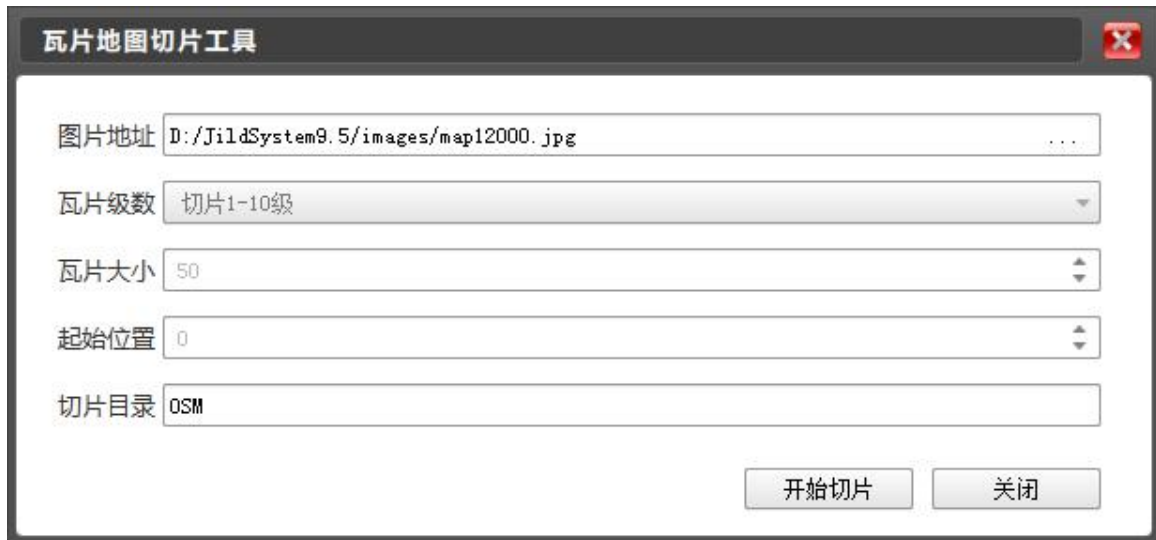 瓦片地图切片工具
图片地址 D:/JildSystem9.5/images/map12000.jpg ...
瓦片级数 切片1-10级
瓦片大小 50
起始位置 0
切片目录 OSM
开始切片 关闭